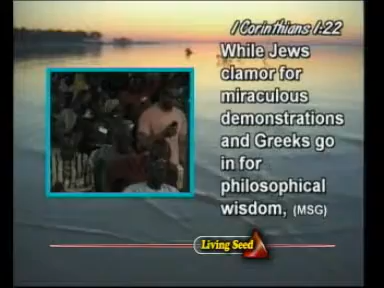 1 Corinthians 1:22
While Jews
clamor for
miraculous
demonstrations
and Greeks go
in for
philosophical
wisdom, (MSG)
Living Seed